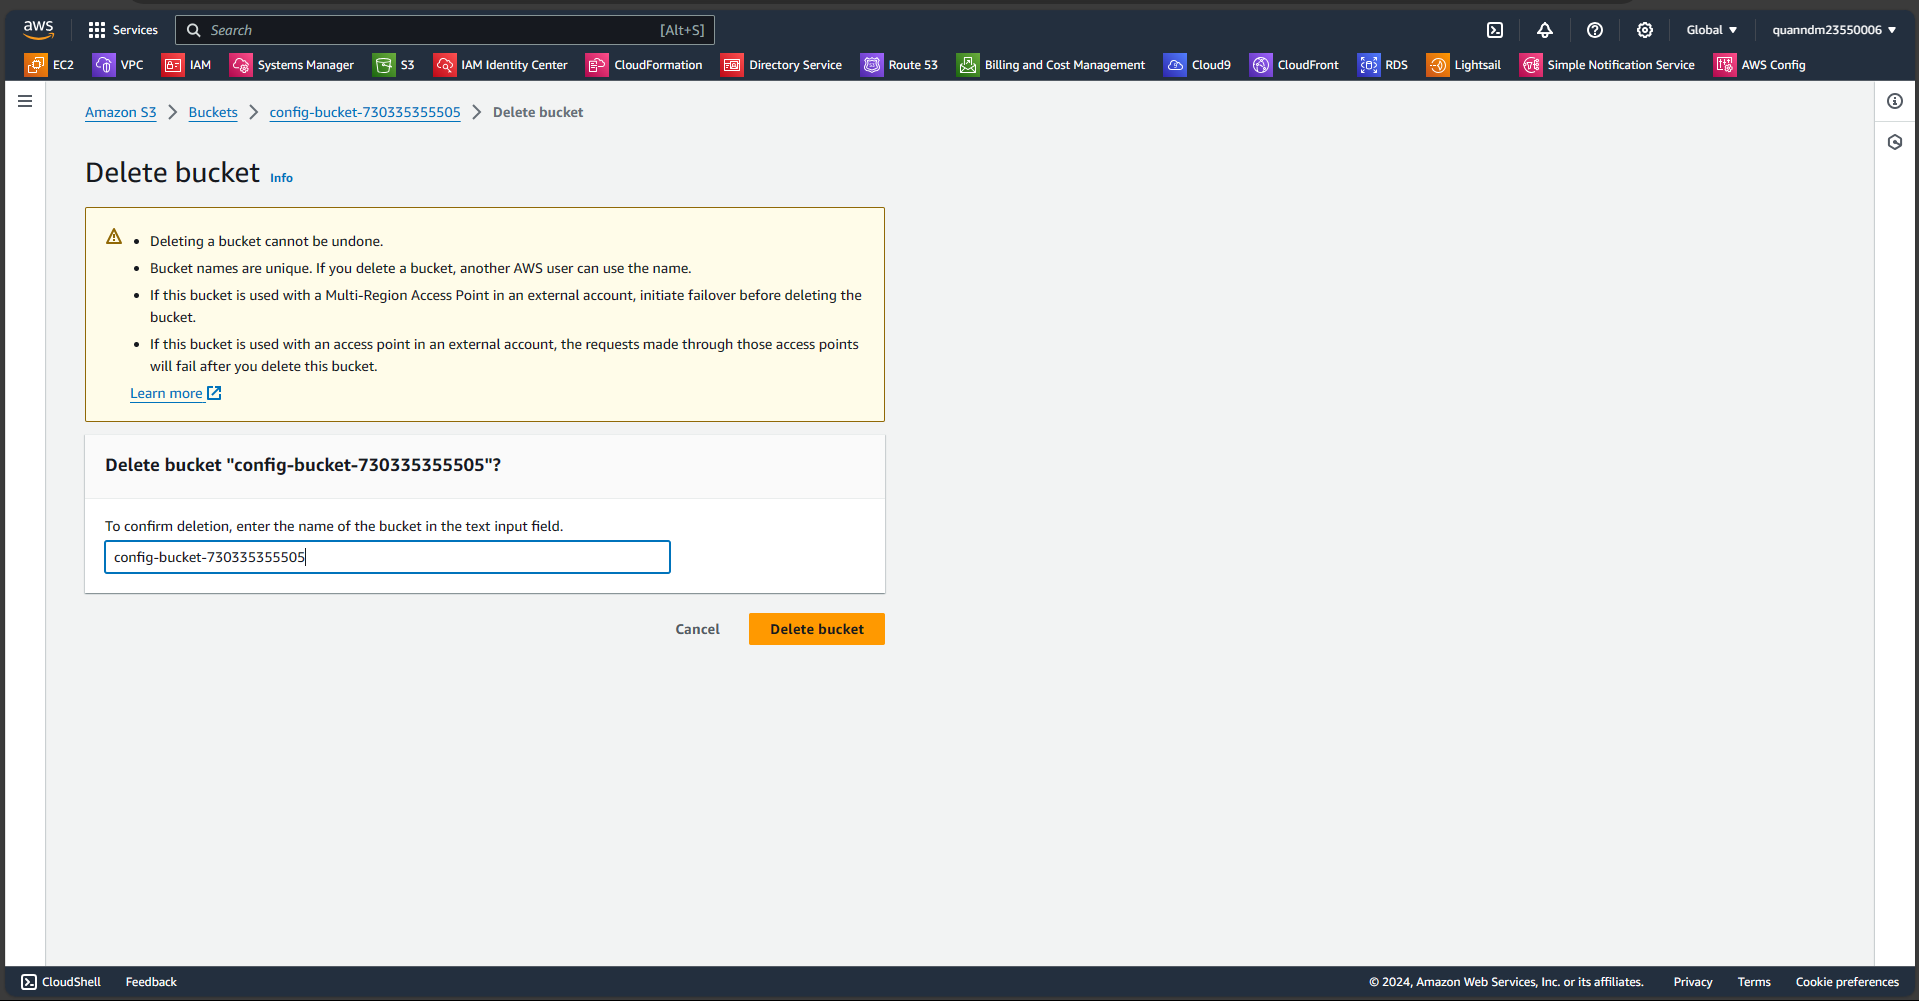 aws
Services
Search
[Alt+S]
Global
quanndm23550006
EC2
VPC
IAM
Systems Manager
S3
IAM Identity Center
CloudFormation
Directory Service
Route 53
Billing and Cost Management
Cloud9
CloudFront
RDS
Lightsail
Simple Notification Service
AWS Config
Amazon S3 > Buckets > config-bucket-730335355505 > Delete bucket
Delete bucket Info
• Deleting a bucket cannot be undone.
• Bucket names are unique. If you delete a bucket, another AWS user can use the name.
• If this bucket is used with a Multi-Region Access Point in an external account, initiate failover before deleting the
bucket.
• If this bucket is used with an access point in an external account, the requests made through those access points
will fail after you delete this bucket.
Learn more
Delete bucket "config-bucket-730335355505"?
To confirm deletion, enter the name of the bucket in the text input field.
config-bucket-730335355505
Cancel
Delete bucket
CloudShell
Feedback
© 2024, Amazon Web Services, Inc. or its affiliates.
Privacy
Terms
Cookie preferences